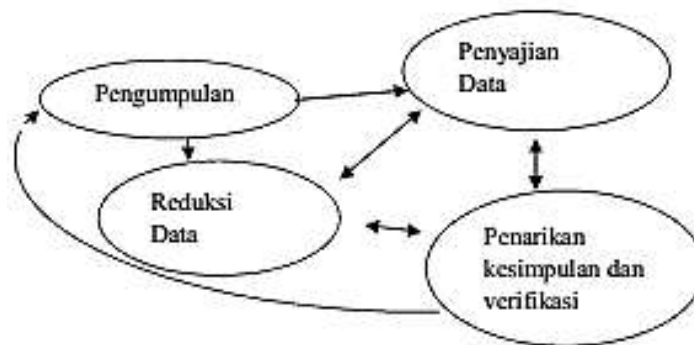 Pengumpulan
Penyajian
Data
Reduksi
Data
Penarikan
kesimpulan dan
verifikasi